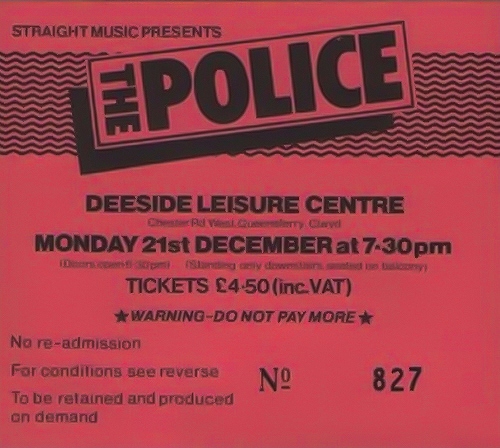 STRAIGHT MUSIC PRESENTS
THE POLICE
DEESIDE LEISURE CENTRE
Chester Rd West, Queensferry, Clwyd
MONDAY 21st DECEMBER at 7·30pm
(Doors open 6·30pm) (Standing only downstairs, seated on balcony)
TICKETS £4·50 (inc. VAT)
★ WARNING-DO NOT PAY MORE ★
No re-admission
For conditions see reverse
Nº 827
To be retained and produced
on demand